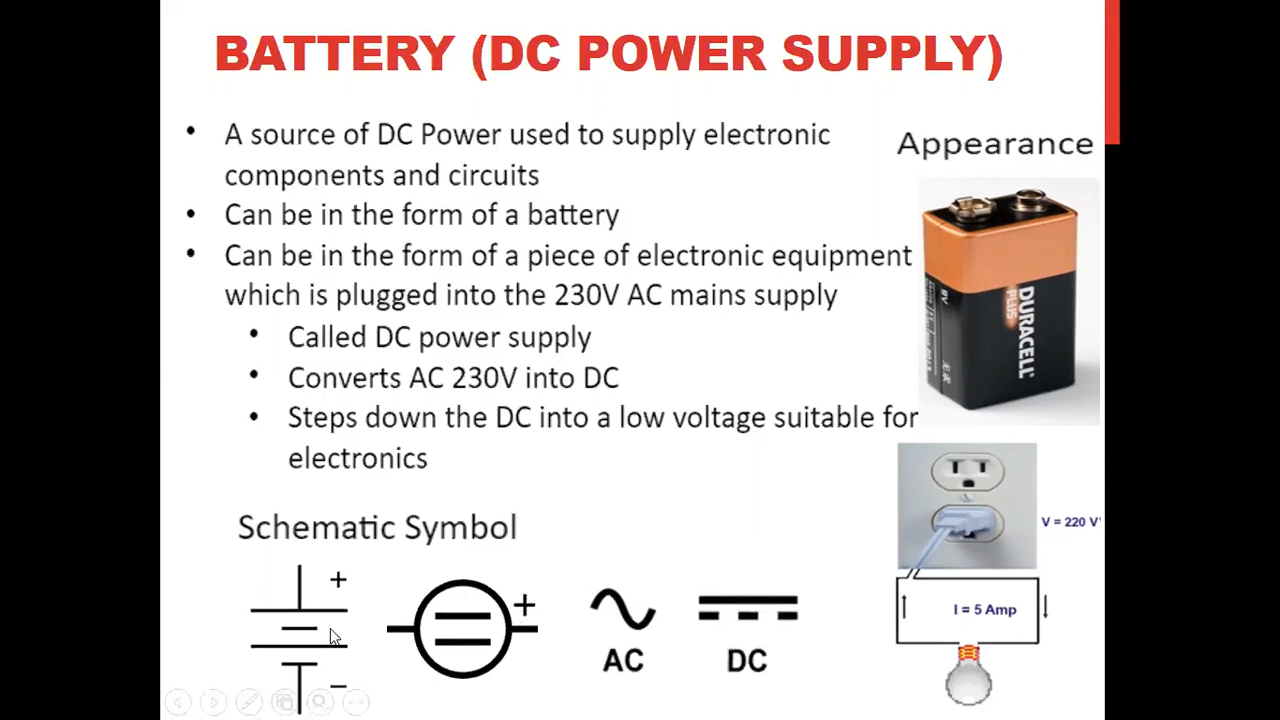 BATTERY (DC POWER SUPPLY)
• A source of DC Power used to supply electronic
components and circuits
• Can be in the form of a battery
• Can be in the form of a piece of electronic equipment
which is plugged into the 230V AC mains supply
• Called DC power supply
• Converts AC 230V into DC
• Steps down the DC into a low voltage suitable for
electronics
Appearance
9V
DURACELL
PLUS
V = 220 V
I = 5 Amp
Schematic Symbol
+
−
+
AC
DC